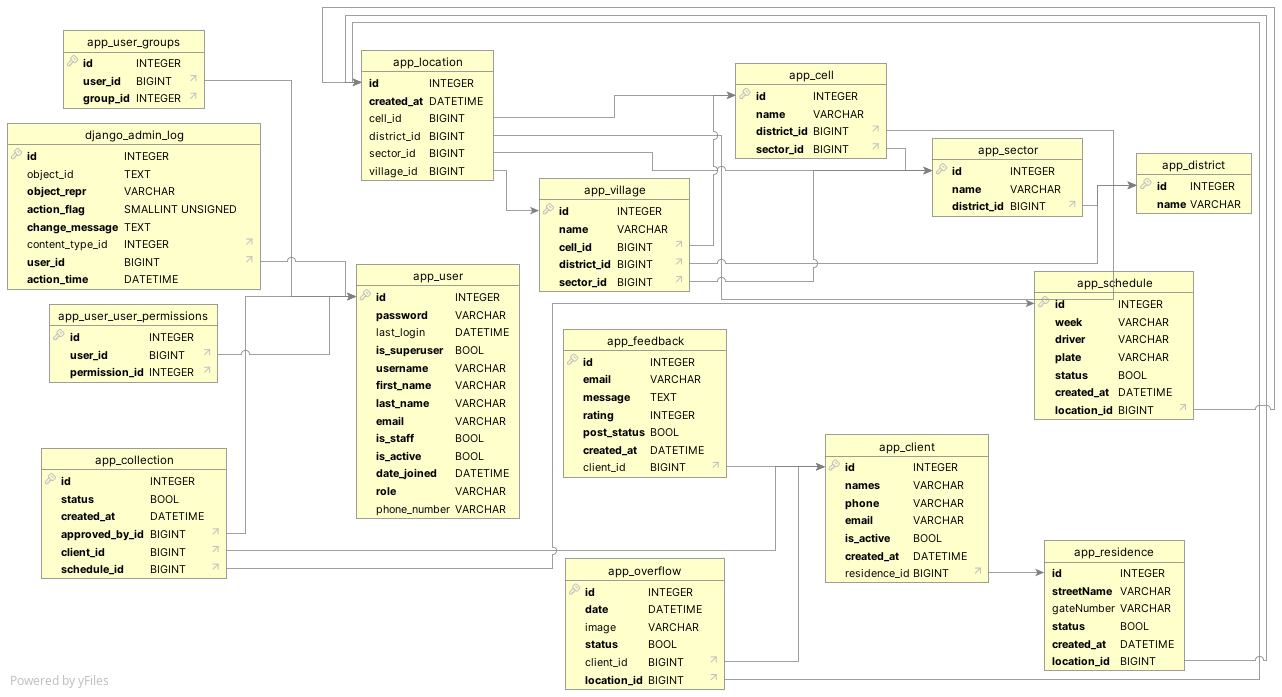 app_user_groups
id INTEGER
user_id BIGINT
group_id INTEGER
django_admin_log
id INTEGER
object_id TEXT
object_repr VARCHAR
action_flag SMALLINT UNSIGNED
change_message TEXT
content_type_id INTEGER
user_id BIGINT
action_time DATETIME
app_user_user_permissions
id INTEGER
user_id BIGINT
permission_id INTEGER
app_collection
id INTEGER
status BOOL
created_at DATETIME
approved_by_id BIGINT
client_id BIGINT
schedule_id BIGINT
app_location
id INTEGER
created_at DATETIME
cell_id BIGINT
district_id BIGINT
sector_id BIGINT
village_id BIGINT
app_user
id INTEGER
password VARCHAR
last_login DATETIME
is_superuser BOOL
username VARCHAR
first_name VARCHAR
last_name VARCHAR
email VARCHAR
is_staff BOOL
is_active BOOL
date_joined DATETIME
role VARCHAR
phone_number VARCHAR
app_village
id INTEGER
name VARCHAR
cell_id BIGINT
district_id BIGINT
sector_id BIGINT
app_feedback
id INTEGER
email VARCHAR
message TEXT
rating INTEGER
post_status BOOL
created_at DATETIME
client_id BIGINT
app_overflow
id INTEGER
date DATETIME
image VARCHAR
status BOOL
client_id BIGINT
location_id BIGINT
app_cell
id INTEGER
name VARCHAR
district_id BIGINT
sector_id BIGINT
app_sector
id INTEGER
name VARCHAR
district_id BIGINT
app_district
id INTEGER
name VARCHAR
app_schedule
id INTEGER
week VARCHAR
driver VARCHAR
plate VARCHAR
status BOOL
created_at DATETIME
location_id BIGINT
app_client
id INTEGER
names VARCHAR
phone VARCHAR
email VARCHAR
is_active BOOL
created_at DATETIME
residence_id BIGINT
app_residence
id INTEGER
streetName VARCHAR
gateNumber VARCHAR
status BOOL
created_at DATETIME
location_id BIGINT
Powered by yFiles